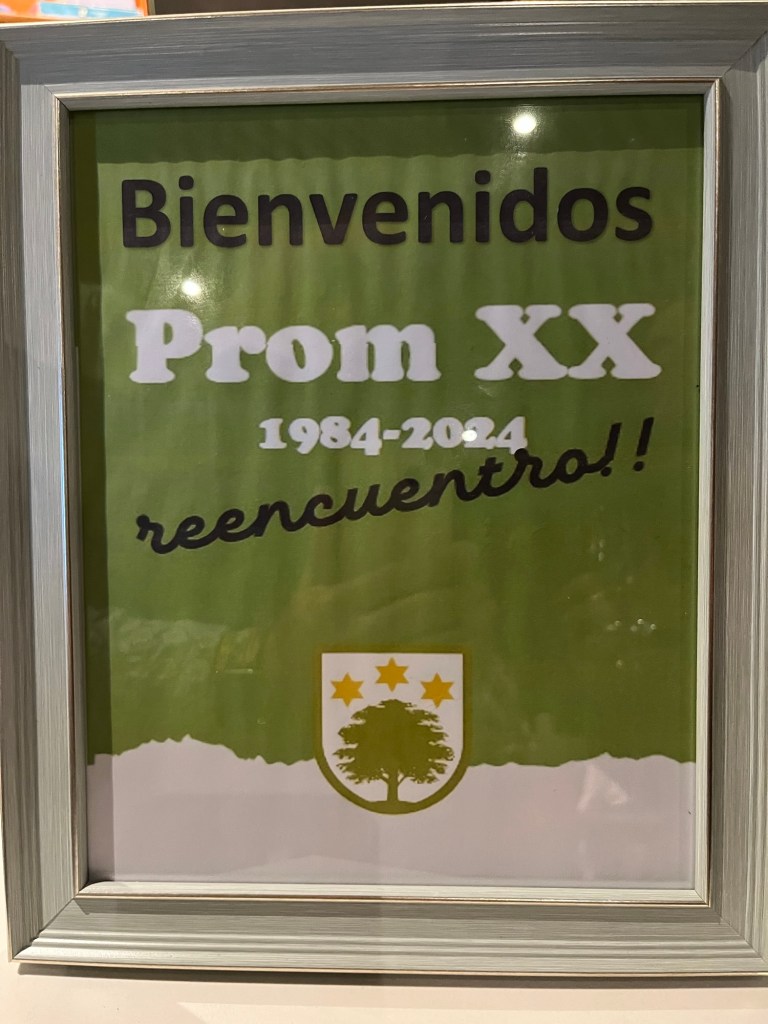 Bienvenidos
Prom XX
1984-2024
reencuentro!!